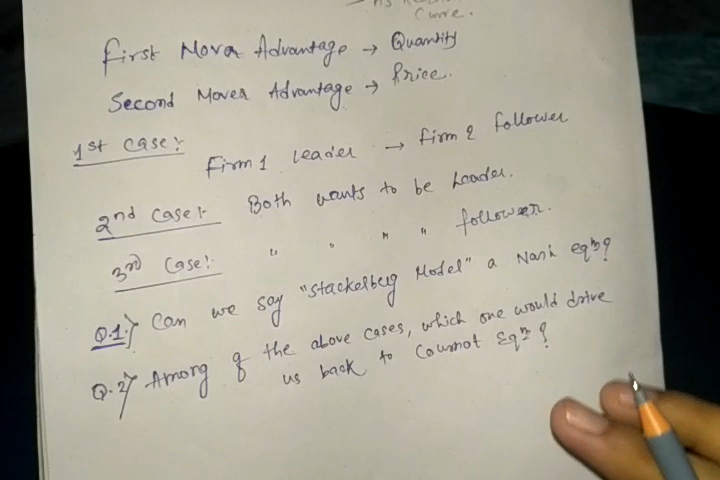 Curve.
First Mover Advantage → Quantity
Second Mover Advantage → Price.
1st Case:
Firm 1 leader → Firm 2 follower
2nd Case:- Both wants to be Leader.
3rd Case:- " " " " follower.
Q.1.) Can we say "Stackelberg Model" a Nash eqn?
Q.2) Among of the above cases, which one would drive
us back to Cournot Eqn?